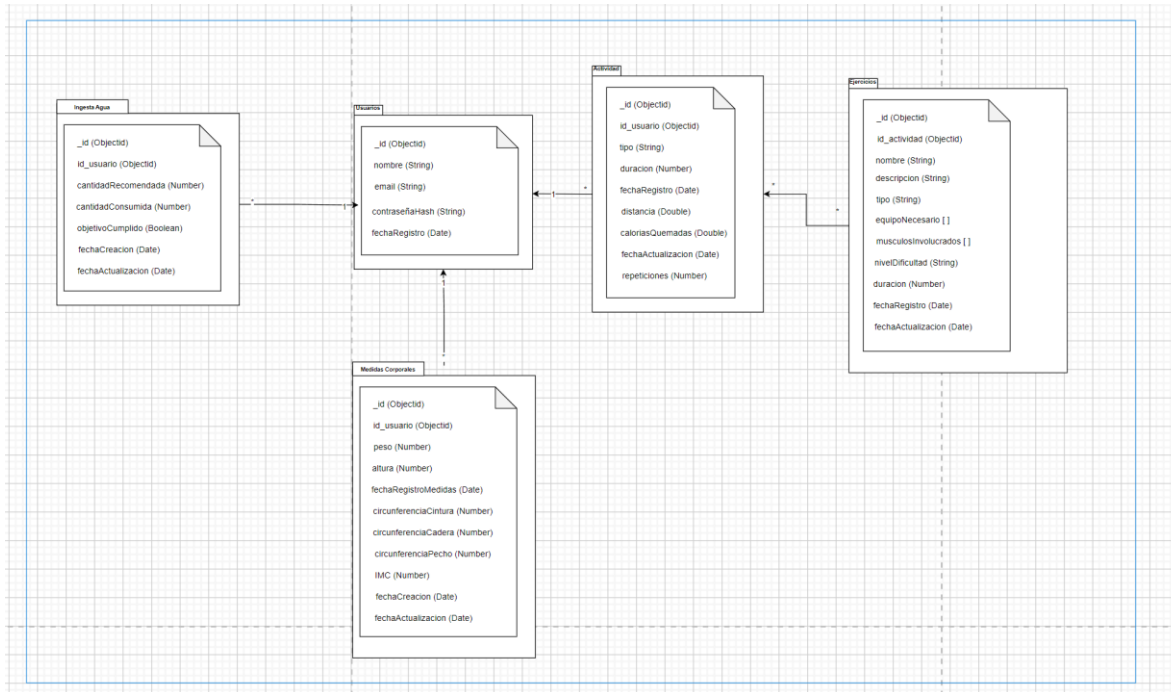 Ingesta Agua
_id (Objectid)
id_usuario (Objectid)
cantidadRecomendada (Number)
cantidadConsumida (Number)
objetivoCumplido (Boolean)
fechaCreacion (Date)
fechaActualizacion (Date)
*
1
Usuarios
_id (Objectid)
nombre (String)
email (String)
contraseñaHash (String)
fechaRegistro (Date)
1
*
Actividad
_id (Objectid)
id_usuario (Objectid)
tipo (String)
duracion (Number)
fechaRegistro (Date)
distancia (Double)
caloriasQuemadas (Double)
fechaActualizacion (Date)
repeticiones (Number)
*
*
Ejercicios
_id (Objectid)
id_actividad (Objectid)
nombre (String)
descripcion (String)
tipo (String)
equipoNecesario [ ]
musculosInvolucrados [ ]
nivelDificultad (String)
duracion (Number)
fechaRegistro (Date)
fechaActualizacion (Date)
1
*
Medidas Corporales
_id (Objectid)
id_usuario (Objectid)
peso (Number)
altura (Number)
fechaRegistroMedidas (Date)
circunferenciaCintura (Number)
circunferenciaCadera (Number)
circunferenciaPecho (Number)
IMC (Number)
fechaCreacion (Date)
fechaActualizacion (Date)